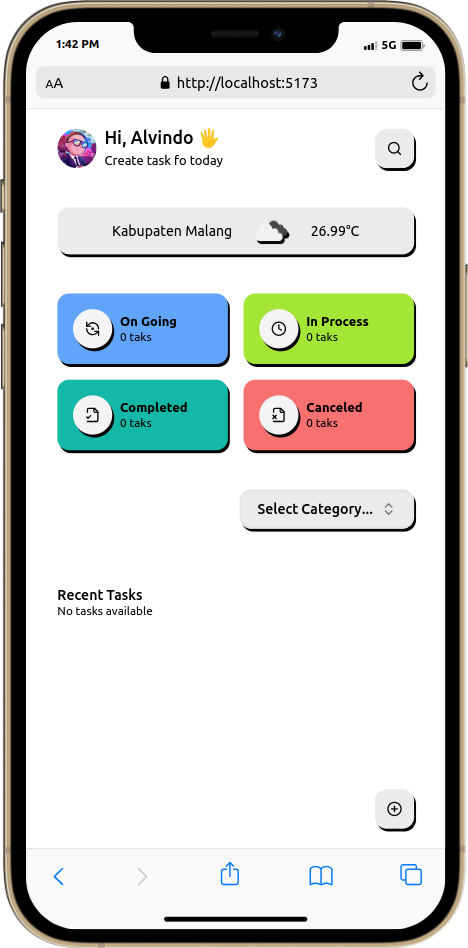 1:42 PM
5G
AA
http://localhost:5173
Hi, Alvindo 🖐
Create task fo today
Kabupaten Malang
26.99°C
On Going
0 taks
In Process
0 taks
Completed
0 taks
Canceled
0 taks
Select Category...
Recent Tasks
No tasks available